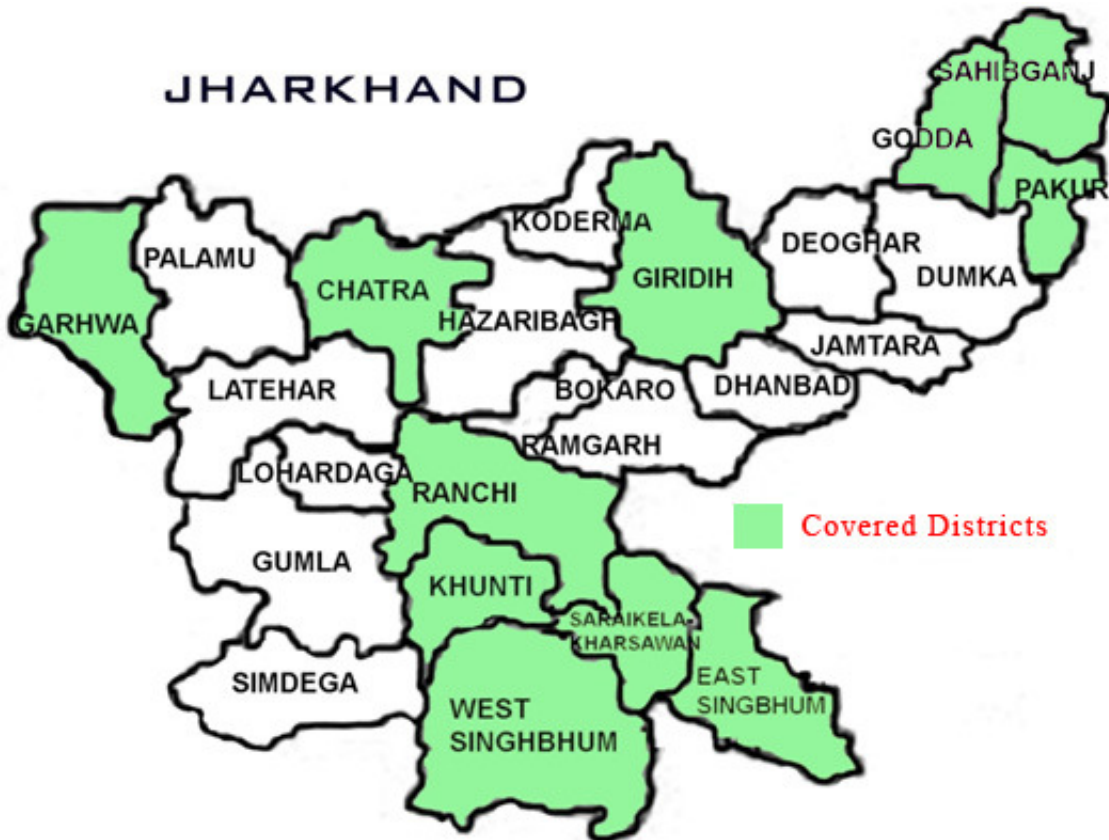 JHARKHAND
SAHIBGANJ
GODDA
PAKUR
KODERMA
DEOGHAR
PALAMU
CHATRA
GIRIDIH
DUMKA
GARHWA
HAZARIBAGH
JAMTARA
LATEHAR
BOKARO
DHANBAD
RAMGARH
LOHARDAGA
RANCHI
Covered Districts
GUMLA
KHUNTI
SARAIKELA-
KHARSAWAN
SIMDEGA
EAST
SINGBHUM
WEST
SINGHBHUM